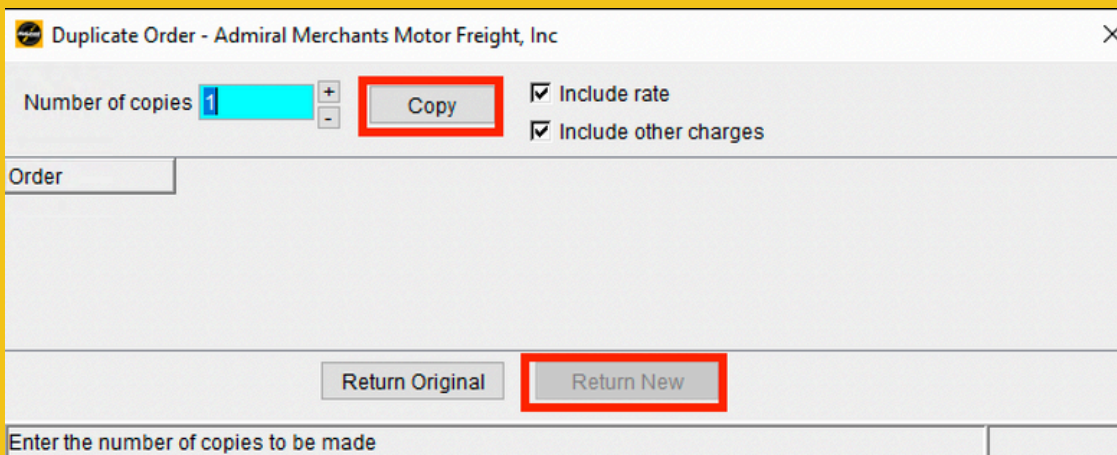 Duplicate Order - Admiral Merchants Motor Freight, Inc
Number of copies 1 + - Copy Include rate
Include other charges
Order
Return Original Return New
Enter the number of copies to be made